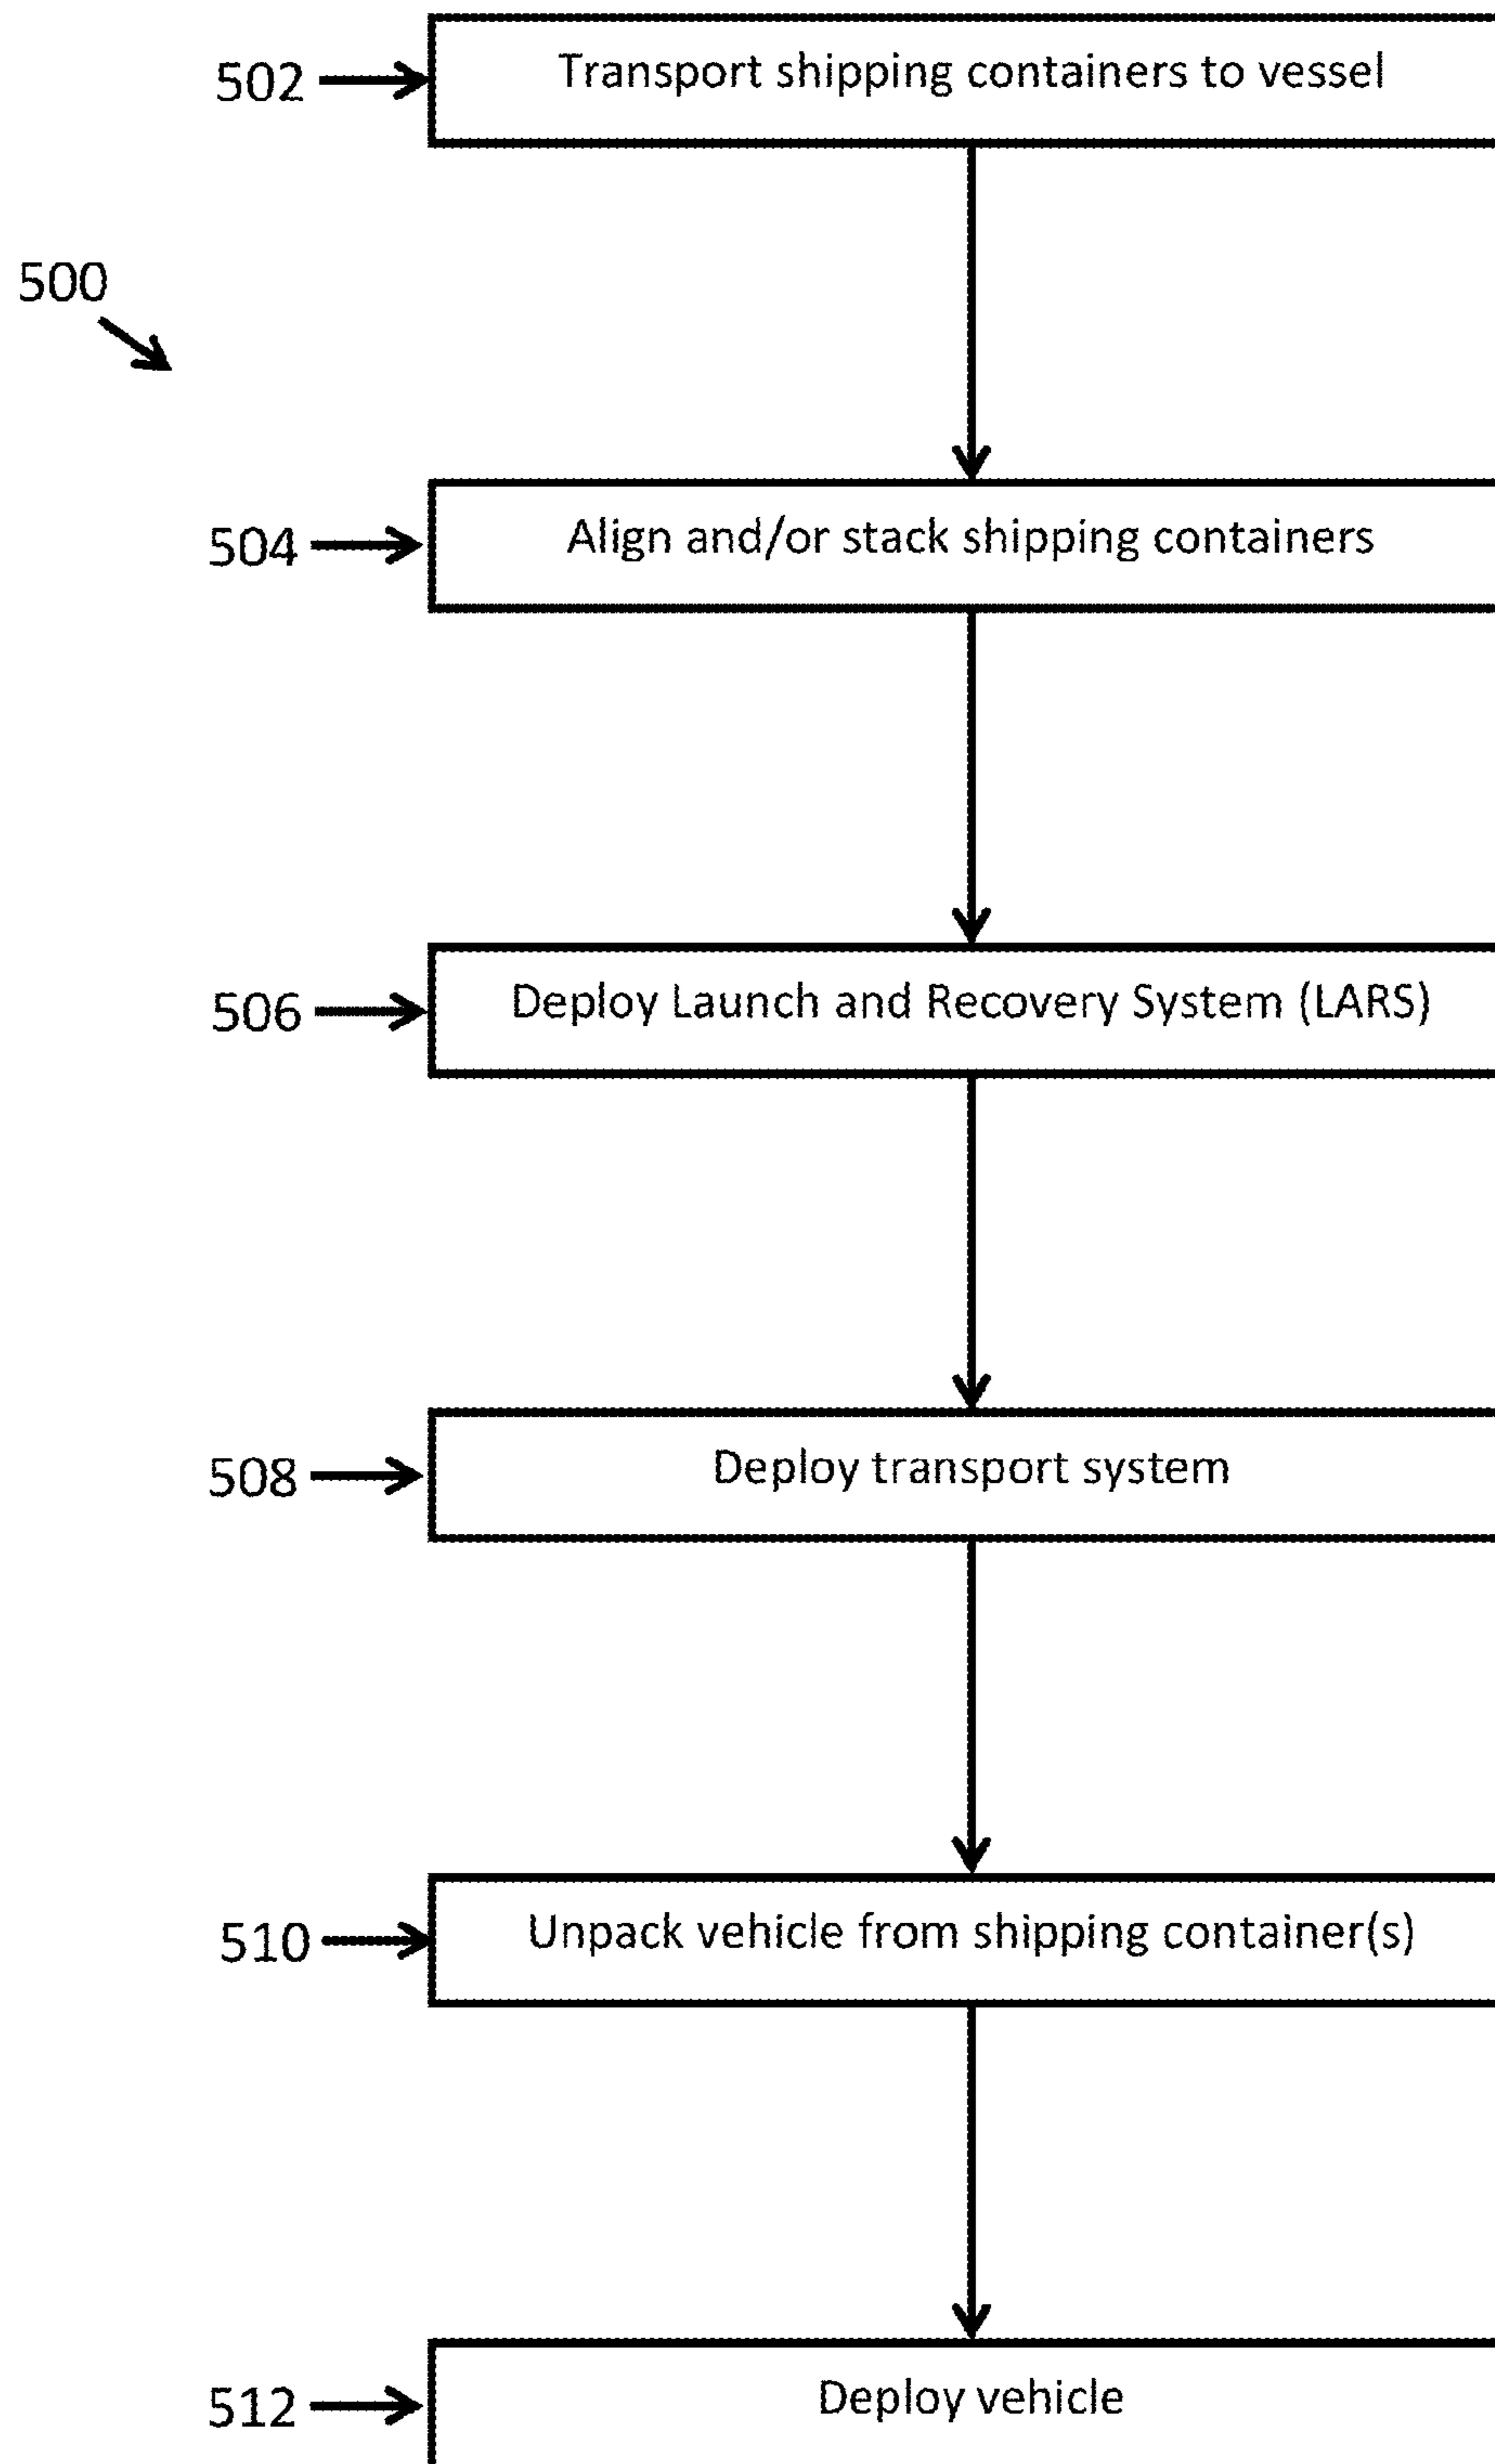 502
Transport shipping containers to vessel
500
504
Align and/or stack shipping containers
506
Deploy Launch and Recovery System (LARS)
508
Deploy transport system
510
Unpack vehicle from shipping container(s)
512
Deploy vehicle